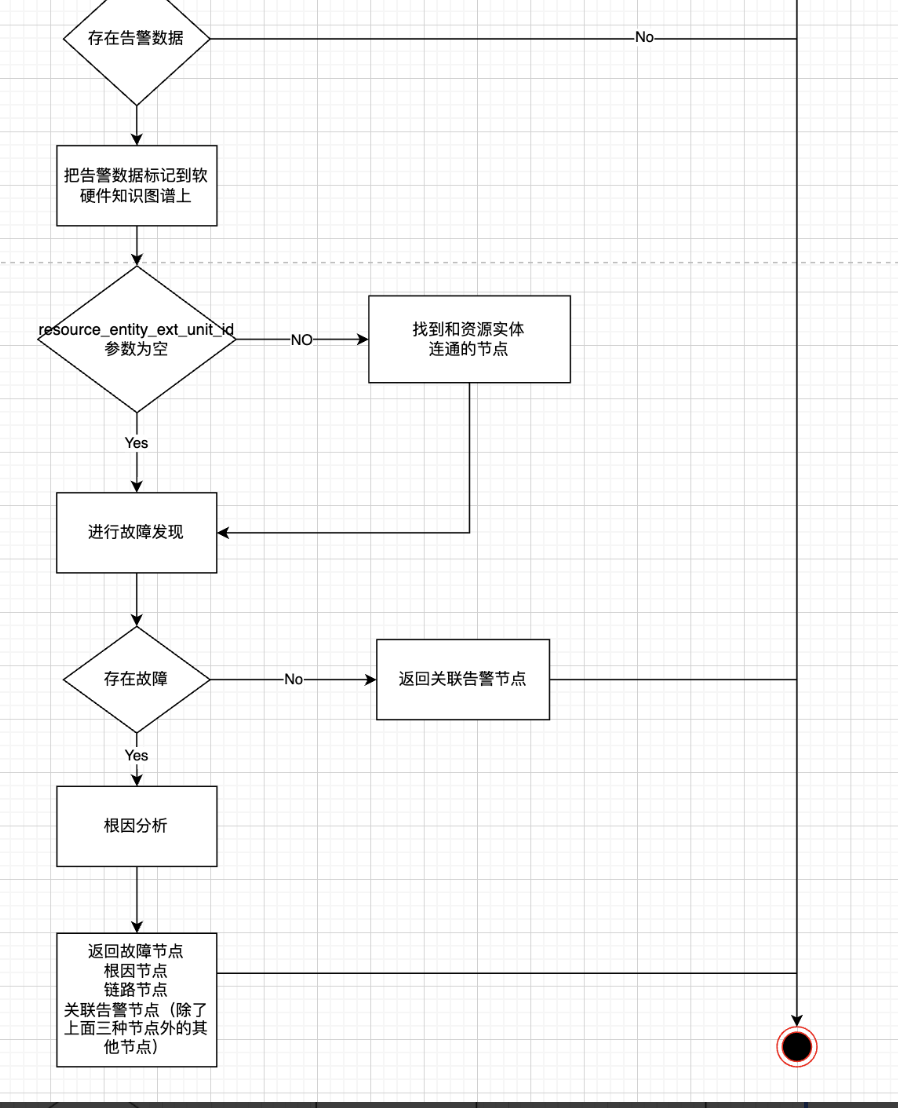 存在告警数据
No
把告警数据标记到软
硬件知识图谱上
resource_entity_ext_unit_id
参数为空
NO
找到和资源实体
连通的节点
Yes
进行故障发现
存在故障
No
返回关联告警节点
Yes
根因分析
返回故障节点
根因节点
链路节点
关联告警节点（除了
上面三种节点外的其
他节点）